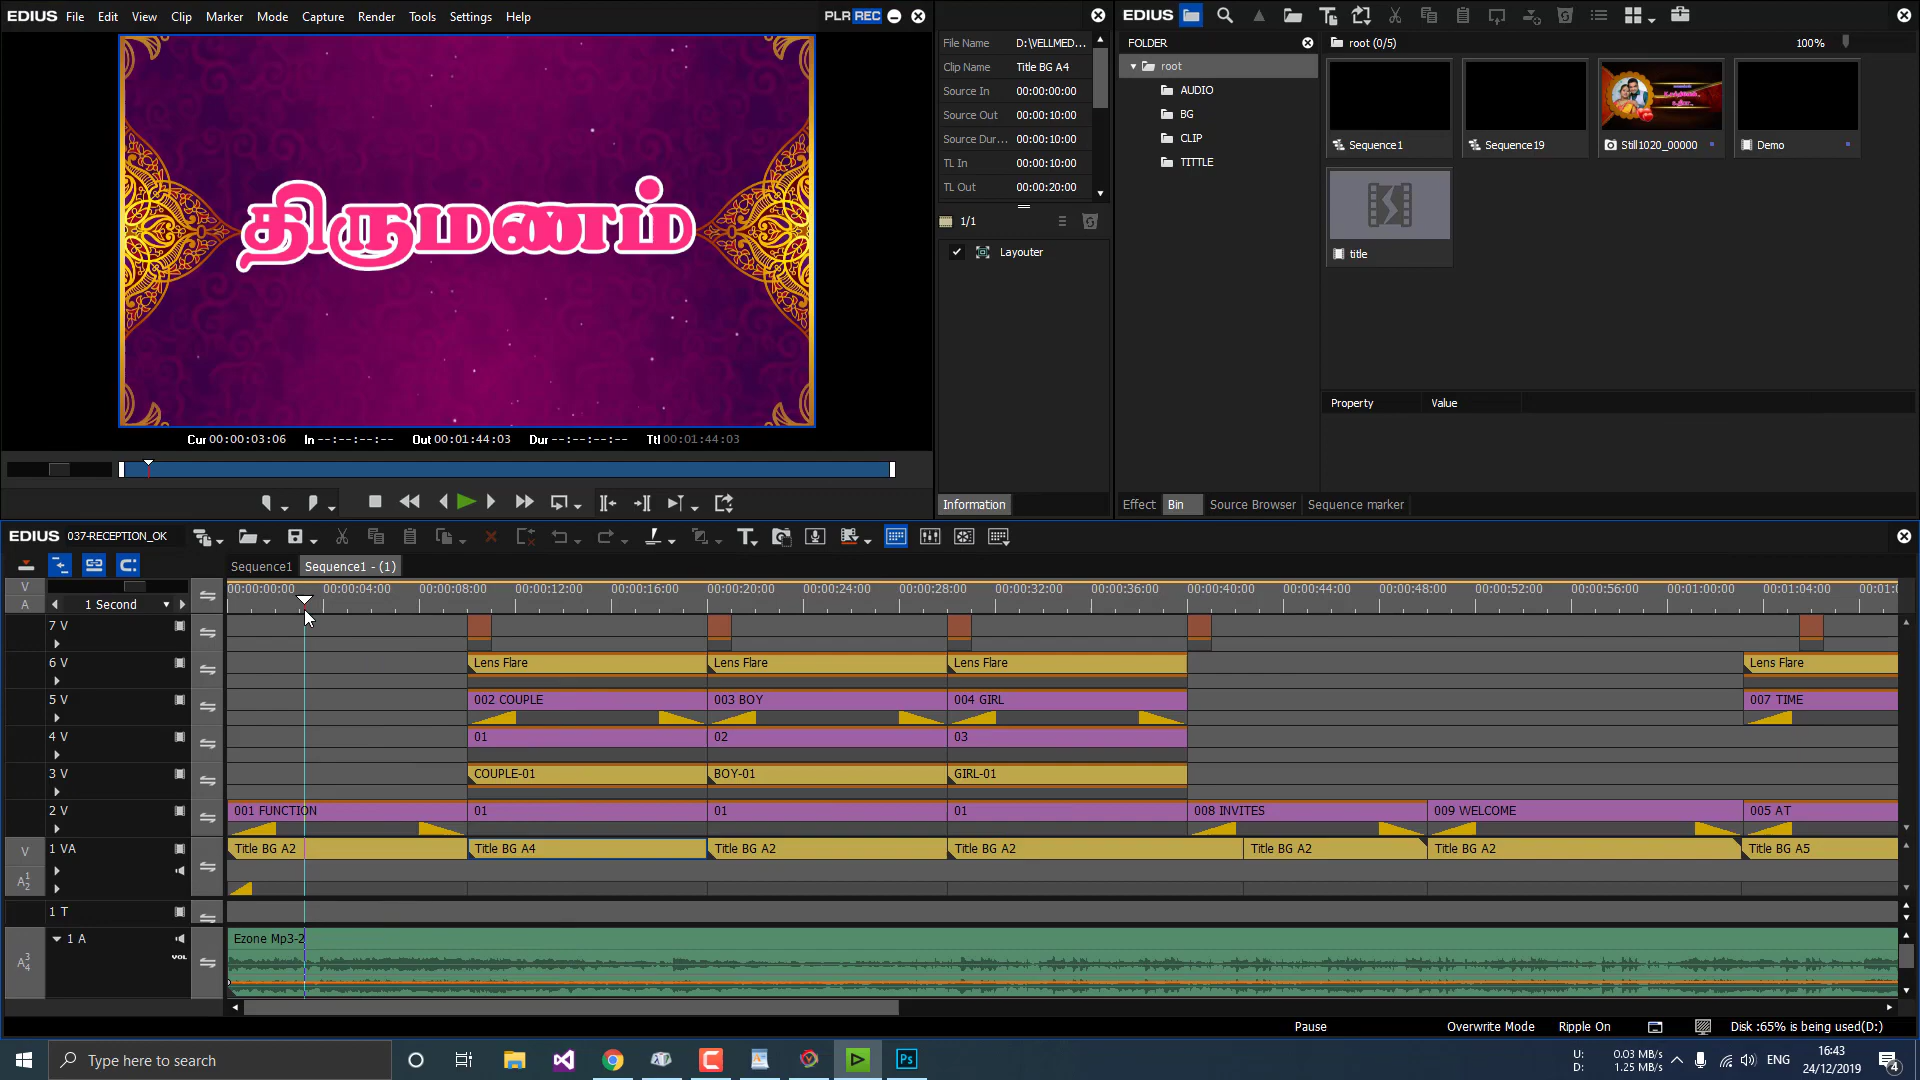 EDIUS File Edit View Clip Marker Mode Capture Render Tools Settings Help PLR REC
திருமணம்
Cur 00:00:03:06 In --:--:--:-- Out 00:01:44:03 Dur --:--:--:-- Ttl 00:01:44:03
File Name D:\VELLMED...
Clip Name Title BG A4
Source In 00:00:00:00
Source Out 00:00:10:00
Source Dur... 00:00:10:00
TL In 00:00:10:00
TL Out 00:00:20:00
1/1
Layouter
Information
EDIUS
FOLDER
root
AUDIO
BG
CLIP
TITTLE
root (0/5) 100%
Sequence1 Sequence19 Still1020_00000 Demo
title
Property Value
Effect Bin Source Browser Sequence marker
EDIUS 037-RECEPTION_OK
Sequence1 Sequence1 - (1)
V
A 1 Second
00:00:00:00 00:00:04:00 00:00:08:00 00:00:12:00 00:00:16:00 00:00:20:00 00:00:24:00 00:00:28:00 00:00:32:00 00:00:36:00 00:00:40:00 00:00:44:00 00:00:48:00 00:00:52:00 00:00:56:00 00:01:00:00 00:01:04:00
7 V
6 V Lens Flare Lens Flare Lens Flare Lens Flare
5 V 002 COUPLE 003 BOY 004 GIRL 007 TIME
4 V 01 02 03
3 V COUPLE-01 BOY-01 GIRL-01
2 V 001 FUNCTION 01 01 01 008 INVITES 009 WELCOME 005 AT
V 1 VA Title BG A2 Title BG A4 Title BG A2 Title BG A2 Title BG A2 Title BG A2 Title BG A5
A 1 2
1 T
1 A Ezone Mp3-2
A 3 4 VOL
Pause Overwrite Mode Ripple On Disk :65% is being used(D:)
Type here to search
Ps
U: 0.03 MB/s
D: 1.25 MB/s
ENG
16:43
24/12/2019
4